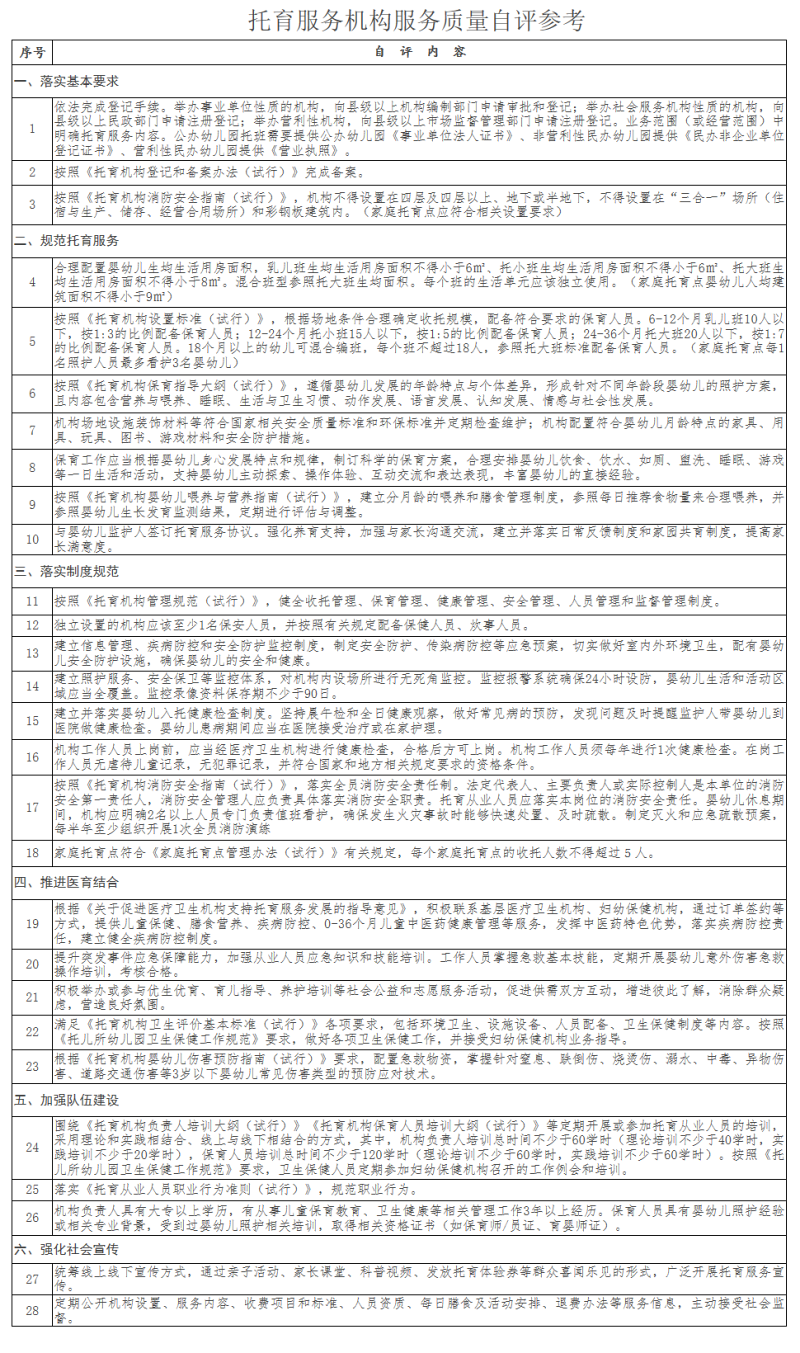 托育服务机构服务质量自评参考
序号 自 评 内 容
一、落实基本要求
1 依法完成登记手续。举办事业单位性质的机构，向县级以上机构编制部门申请审批和登记；举办社会服务机构性质的机构，向
县级以上民政部门申请注册登记；举办营利性机构，向县级以上市场监督管理部门申请注册登记。业务范围（或经营范围）中
明确托育服务内容。公办幼儿园托班需要提供公办幼儿园《事业单位法人证书》、非营利性民办幼儿园提供《民办非企业单位
登记证书》、营利性民办幼儿园提供《营业执照》。
2 按照《托育机构登记和备案办法（试行）》完成备案。
3 按照《托育机构消防安全指南（试行）》，机构不得设置在四层及四层以上、地下或半地下，不得设置在“三合一”场所（住
宿与生产、储存、经营合用场所）和彩钢板建筑内。（家庭托育点应符合相关设置要求）
二、规范托育服务
4 合理配置婴幼儿生均生活用房面积，乳儿班生均生活用房面积不得小于6㎡、托小班生均生活用房面积不得小于6㎡、托大班生
均生活用房面积不得小于8㎡。混合班型参照托大班生均面积。每个班的生活单元应该独立使用。（家庭托育点婴幼儿人均建
筑面积不得小于9㎡）
5 按照《托育机构设置标准（试行）》，根据场地条件合理确定收托规模，配备符合要求的保育人员。6-12个月乳儿班10人以
下，按1:3的比例配备保育人员；12-24个月托小班15人以下，按1:5的比例配备保育人员；24-36个月托大班20人以下，按1:7
的比例配备保育人员。18个月以上的幼儿可混合编班，每个班不超过18人，参照托大班标准配备保育人员。（家庭托育点每1
名照护人员最多看护3名婴幼儿）
6 按照《托育机构保育指导大纲（试行）》，遵循婴幼儿发展的年龄特点与个体差异，形成针对不同年龄段婴幼儿的照护方案，
且内容包含营养与喂养、睡眠、生活与卫生习惯、动作发展、语言发展、认知发展、情感与社会性发展。
7 机构场地设施装饰材料等符合国家相关安全质量标准和环保标准并定期检查维护；机构配置符合婴幼儿月龄特点的家具、用
具、玩具、图书、游戏材料和安全防护措施。
8 保育工作应当根据婴幼儿身心发展特点和规律，制订科学的保育方案，合理安排婴幼儿饮食、饮水、如厕、盥洗、睡眠、游戏
等一日生活和活动，支持婴幼儿主动探索、操作体验、互动交流和表达表现，丰富婴幼儿的直接经验。
9 按照《托育机构婴幼儿喂养与营养指南（试行）》，建立分月龄的喂养和膳食管理制度，参照每日推荐食物量来合理喂养，并
参照婴幼儿生长发育监测结果，定期进行评估与调整。
10 与婴幼儿监护人签订托育服务协议。强化养育支持，加强与家长沟通交流，建立并落实日常反馈制度和家园共育制度，提高家
长满意度。
三、落实制度规范
11 按照《托育机构管理规范（试行）》，健全收托管理、保育管理、健康管理、安全管理、人员管理和监督管理制度。
12 独立设置的机构应该至少1名保安人员，并按照有关规定配备保健人员、炊事人员。
13 建立信息管理、疾病防控和安全防护监控制度，制定安全防护、传染病防控等应急预案，切实做好室内外环境卫生，配有婴幼
儿安全防护设施，确保婴幼儿的安全和健康。
14 建立照护服务、安全保卫等监控体系，对机构内设场所进行无死角监控。监控报警系统确保24小时设防，婴幼儿生活和活动区
域应当全覆盖。监控录像资料保存期不少于90日。
15 建立并落实婴幼儿入托健康检查制度。坚持晨午检和全日健康观察，做好常见病的预防，发现问题及时提醒监护人带婴幼儿到
医院做健康检查。婴幼儿患病期间应当在医院接受治疗或在家护理。
16 机构工作人员上岗前，应当经医疗卫生机构进行健康检查，合格后方可上岗。机构工作人员须每年进行1次健康检查。在岗工
作人员无虐待儿童记录，无犯罪记录，并符合国家和地方相关规定要求的资格条件。
17 按照《托育机构消防安全指南（试行）》，落实全员消防安全责任制。法定代表人、主要负责人或实际控制人是本单位的消防
安全第一责任人，消防安全管理人应负责具体落实消防安全职责。托育从业人员应落实本岗位的消防安全责任。婴幼儿休息期
间，机构应明确2名以上人员专门负责值班看护，确保发生火灾事故时能够快速处置、及时疏散。制定灭火和应急疏散预案，
每半年至少组织开展1次全员消防演练
18 家庭托育点符合《家庭托育点管理办法（试行）》有关规定，每个家庭托育点的收托人数不得超过5人。
四、推进医育结合
19 根据《关于促进医疗卫生机构支持托育服务发展的指导意见》，积极联系基层医疗卫生机构、妇幼保健机构，通过订单签约等
方式，提供儿童保健、膳食营养、疾病防控、0-36个月儿童中医药健康管理等服务，发挥中医药特色优势，落实疾病防控责
任，建立健全疾病防控制度。
20 提升突发事件应急保障能力，加强从业人员应急知识和技能培训。工作人员掌握急救基本技能，定期开展婴幼儿意外伤害急救
操作培训，考核合格。
21 积极举办或参与优生优育、育儿指导、养护培训等社会公益和志愿服务活动，促进供需双方互动，增进彼此了解，消除群众疑
虑，营造良好氛围。
22 满足《托育机构卫生评价基本标准（试行）》各项要求，包括环境卫生、设施设备、人员配备、卫生保健制度等内容。按照
《托儿所幼儿园卫生保健工作规范》要求，做好各项卫生保健工作，并接受妇幼保健机构业务指导。
23 根据《托育机构婴幼儿伤害预防指南（试行）》要求，配置急救物资，掌握针对窒息、跌倒伤、烧烫伤、溺水、中毒、异物伤
害、道路交通伤害等3岁以下婴幼儿常见伤害类型的预防应对技术。
五、加强队伍建设
24 围绕《托育机构负责人培训大纲（试行）》《托育机构保育人员培训大纲（试行）》等定期开展或参加托育从业人员的培训，
采用理论和实践相结合、线上与线下相结合的方式，其中，机构负责人培训总时间不少于60学时（理论培训不少于40学时，实
践培训不少于20学时），保育人员培训总时间不少于120学时（理论培训不少于60学时，实践培训不少于60学时）。按照《托
儿所幼儿园卫生保健工作规范》要求，卫生保健人员定期参加妇幼保健机构召开的工作例会和培训。
25 落实《托育从业人员职业行为准则（试行）》，规范职业行为。
26 机构负责人具有大专以上学历，有从事儿童保育教育、卫生健康等相关管理工作3年以上经历。保育人员具有婴幼儿照护经验
或相关专业背景，受到过婴幼儿照护相关培训，取得相关资格证书（如保育师/员证、育婴师证）。
六、强化社会宣传
27 统筹线上线下宣传方式，通过亲子活动、家长课堂、科普视频、发放托育体验券等群众喜闻乐见的形式，广泛开展托育服务宣
传。
28 定期公开机构设置、服务内容、收费项目和标准、人员资质、每日膳食及活动安排、退费办法等服务信息，主动接受社会监
督。